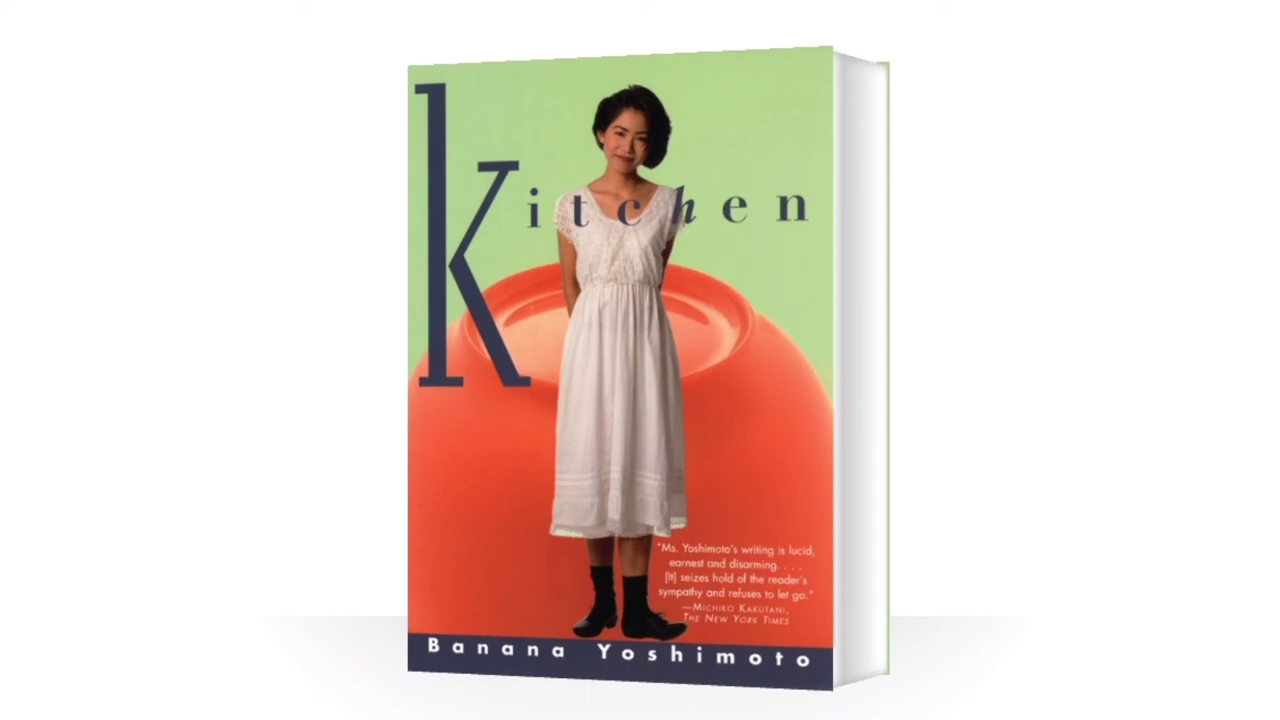 kitchen
"Ms. Yoshimoto's writing is lucid,
earnest and disarming. . . .
[It] seizes hold of the reader's
sympathy and refuses to let go."
—Michiko Kakutani,
The New York Times
Banana Yoshimoto